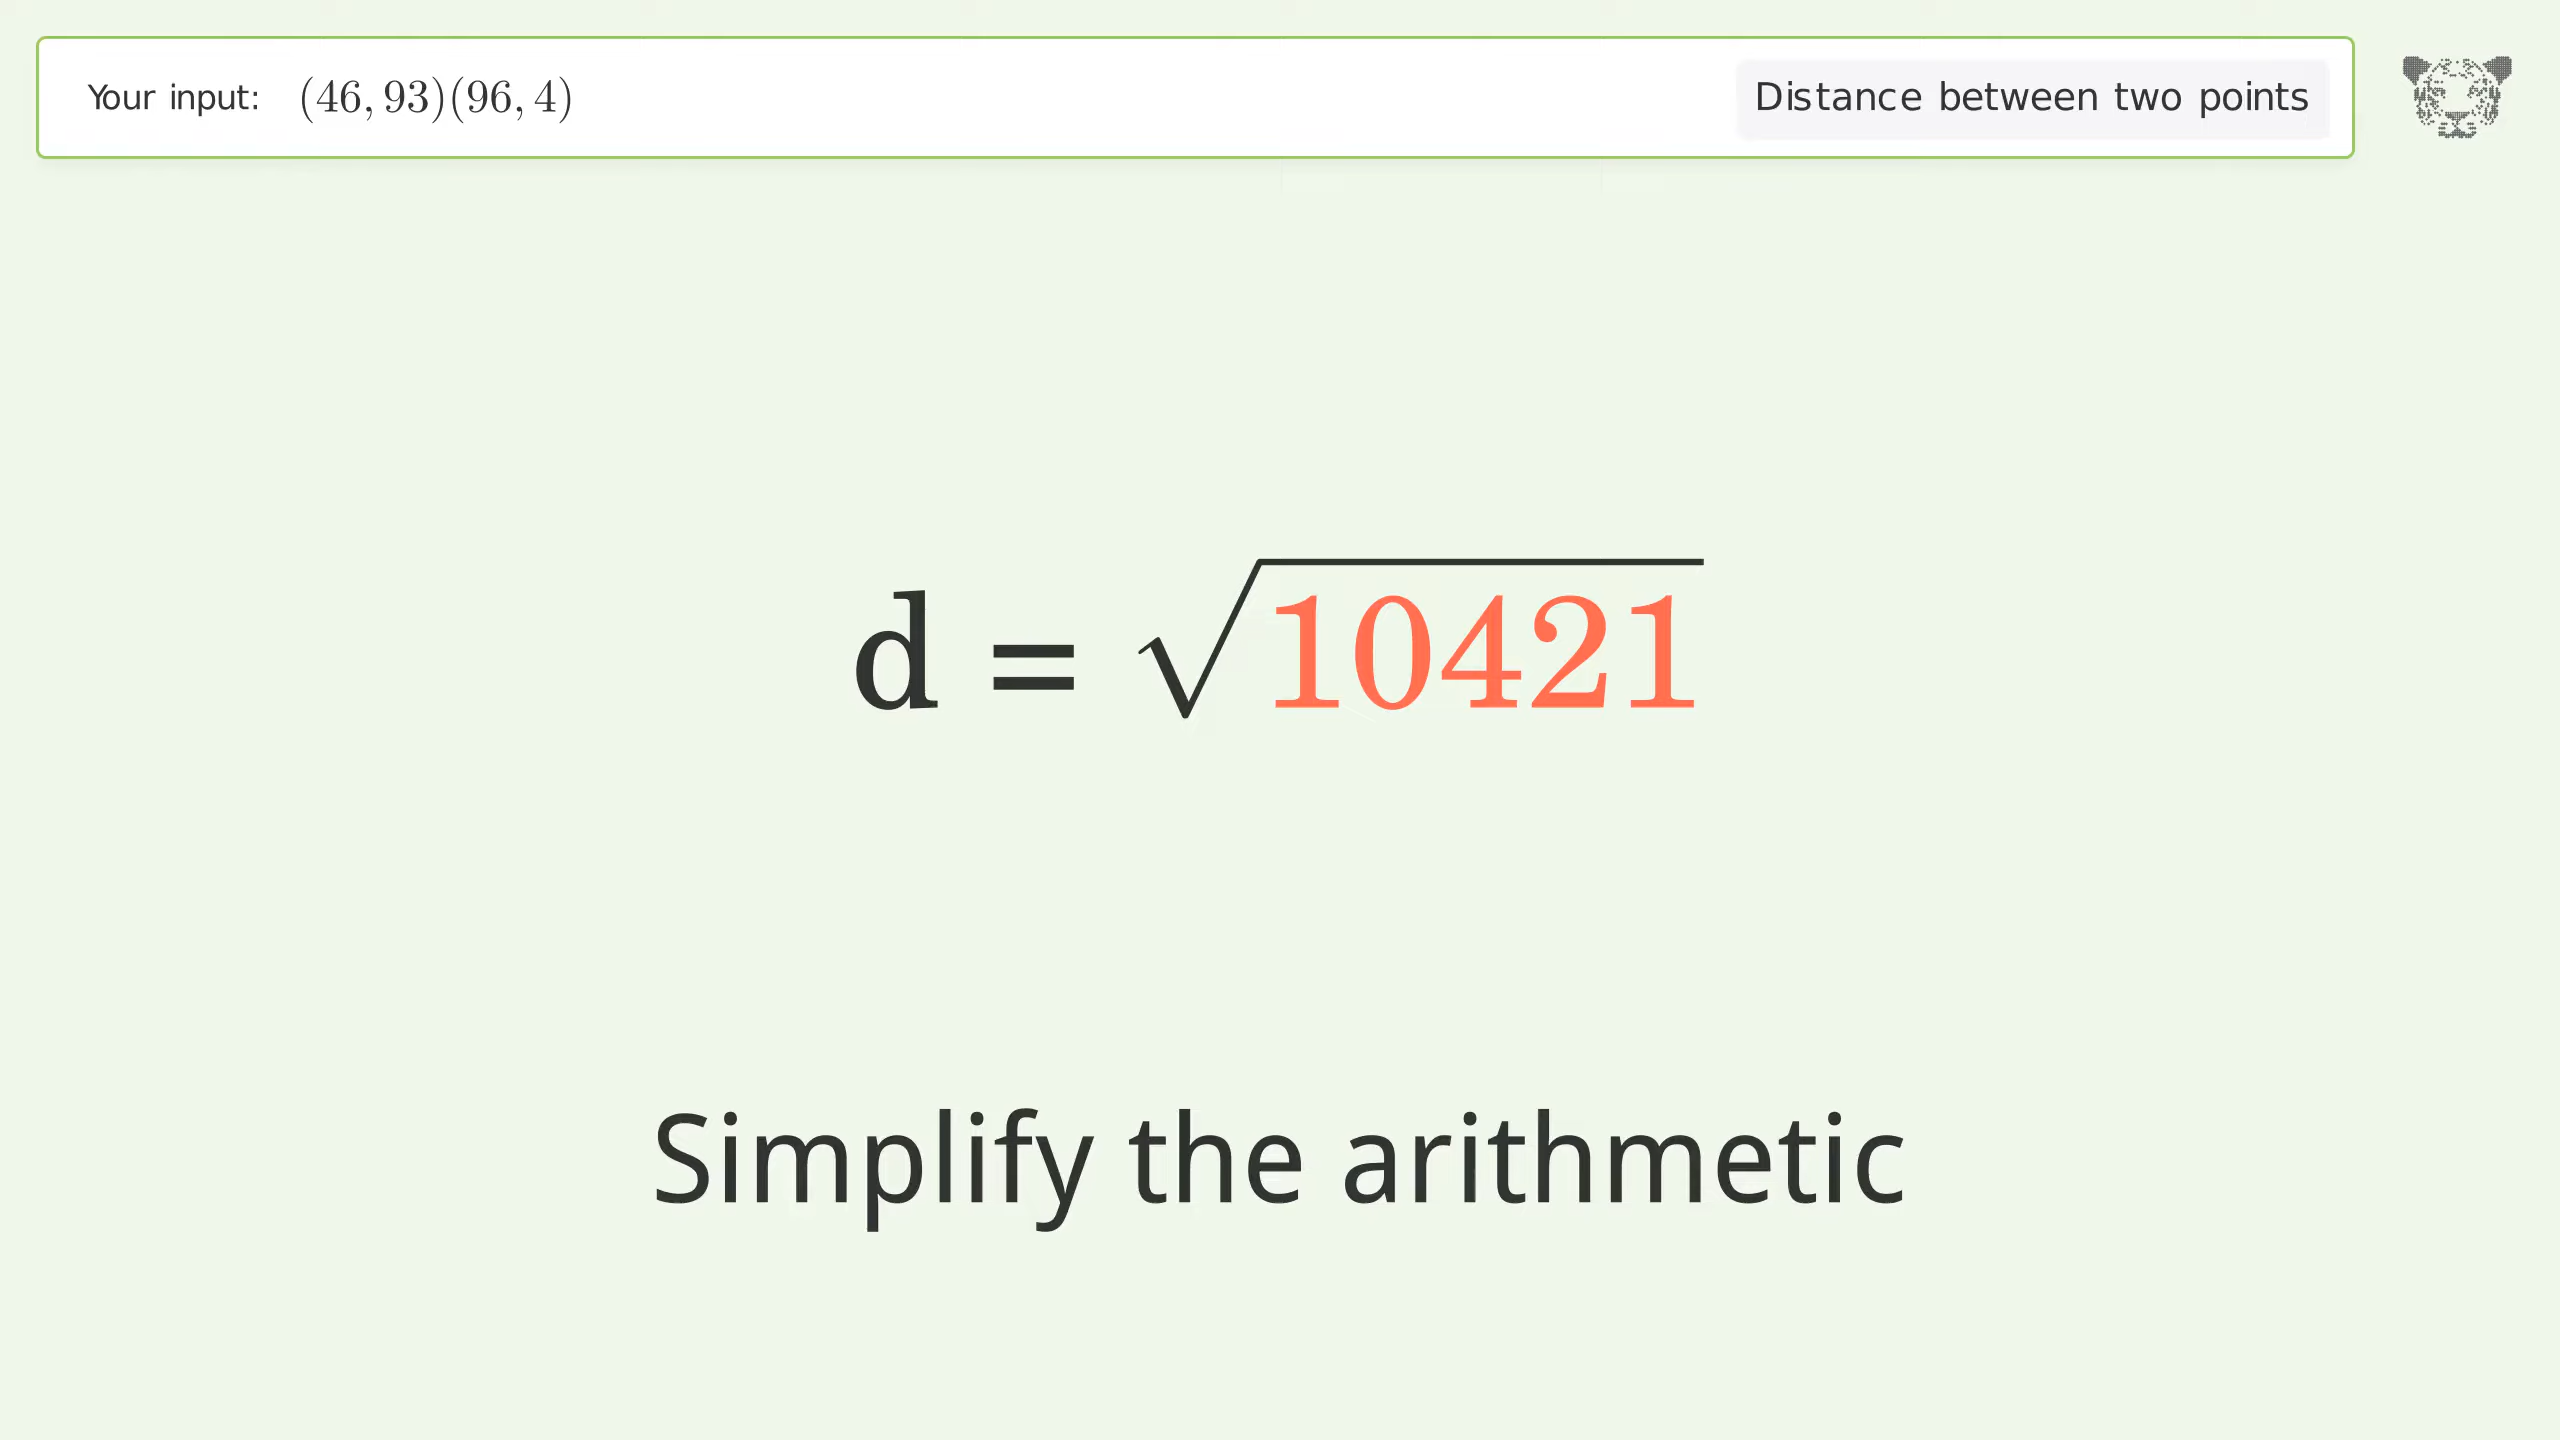 Your input: (46, 93)(96, 4) Distance between two points
d = √10421
Simplify the arithmetic